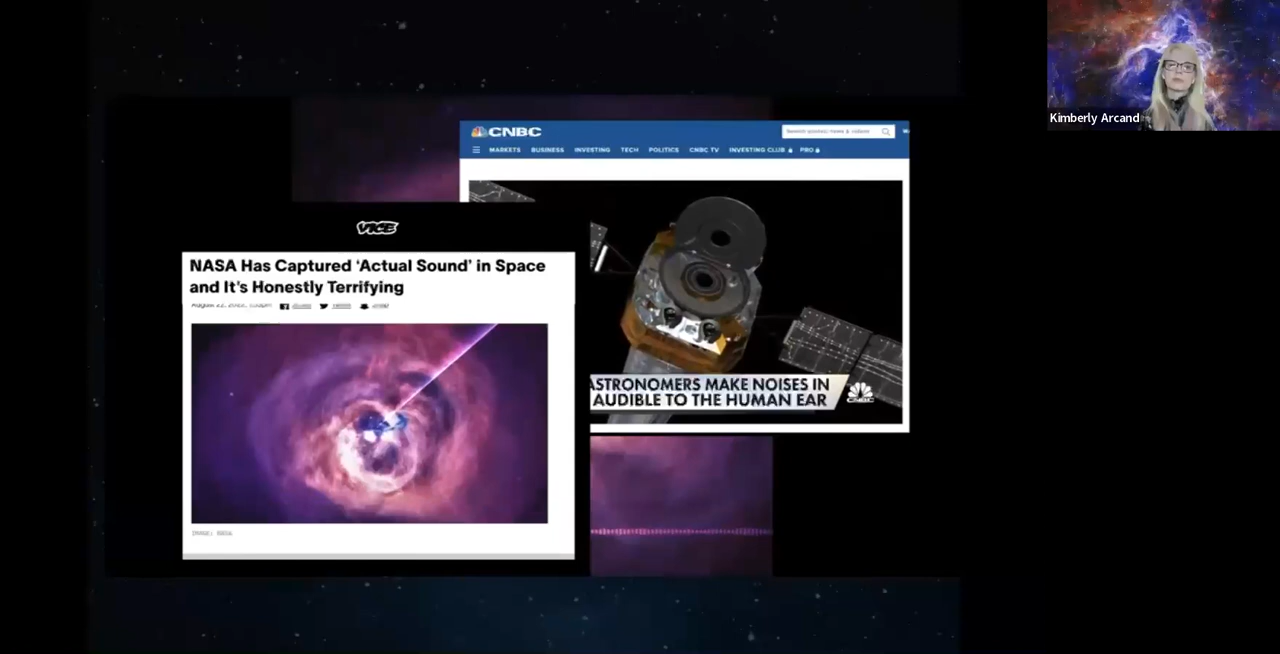 Kimberly Arcand
CNBC
MARKETS BUSINESS INVESTING TECH POLITICS CNBC TV INVESTING CLUB PRO
VICE
NASA Has Captured ‘Actual Sound’ in Space
and It’s Honestly Terrifying
ASTRONOMERS MAKE NOISES IN
AUDIBLE TO THE HUMAN EAR
CNBC